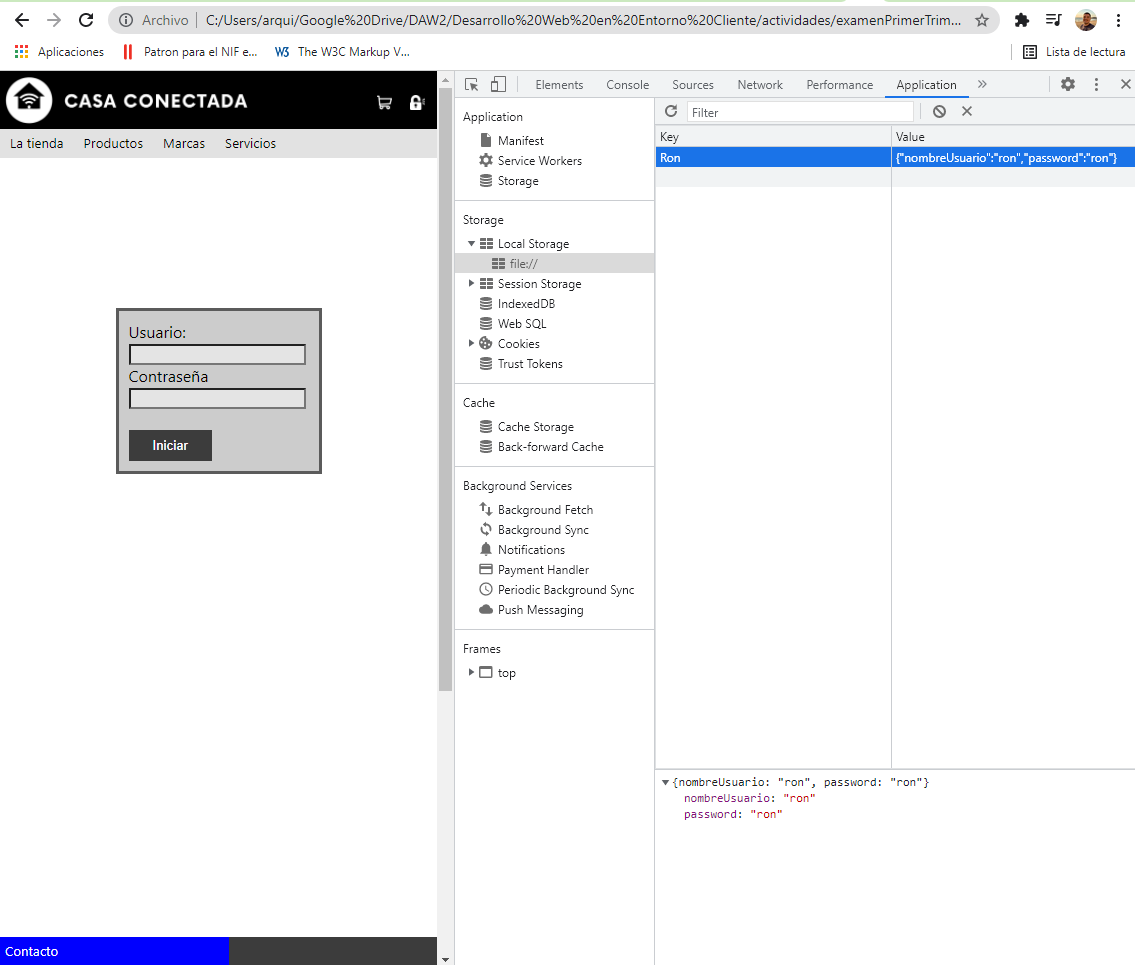 Archivo C:/Users/arqui/Google%20Drive/DAW2/Desarrollo%20Web%20en%20Entorno%20Cliente/actividades/examenPrimerTrim...
Aplicaciones Patron para el NIF e... W3 The W3C Markup V... Lista de lectura
CASA CONECTADA
La tienda Productos Marcas Servicios
Usuario:
Contraseña
Iniciar
Contacto
Elements Console Sources Network Performance Application »
Application
Manifest
Service Workers
Storage
Storage
Local Storage
file://
Session Storage
IndexedDB
Web SQL
Cookies
Trust Tokens
Cache
Cache Storage
Back-forward Cache
Background Services
Background Fetch
Background Sync
Notifications
Payment Handler
Periodic Background Sync
Push Messaging
Frames
top
Filter
Key Value
Ron {"nombreUsuario":"ron","password":"ron"}
{nombreUsuario: "ron", password: "ron"}
nombreUsuario: "ron"
password: "ron"